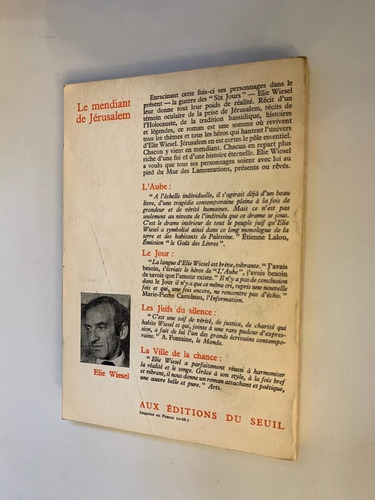 Le mendiant
de Jérusalem
Enracinant cette fois-ci ses personnages dans le
présent — la guerre des "Six Jours" — Elie Wiesel
leur donne tout leur poids de réalité. Récit d'un
témoin oculaire de la prise de Jérusalem, récits de
l'Holocauste, de la tradition hassidique, histoires
et légendes, ce roman est une somme où revivent
tous les thèmes et tous les héros qui hantent l'univers
d'Elie Wiesel. Jérusalem en est certes le pôle essentiel.
Chacun y vient en mendiant. Chacun en repart plus
riche d'une foi et d'une histoire éternelle. Elie Wiesel
a voulu que tous ses personnages soient avec lui au
pied du Mur des Lamentations, présents ou rêvés.
L'Aube :
" A l'échelle individuelle, il s'agirait déjà d'un beau
livre, d'une tragédie contemporaine pleine à la fois de
grandeur et de vérité humaines. Mais ce n'est pas
seulement au niveau de l'individu que ce drame se joue.
C'est le drame intérieur de tout le peuple juif qu'Elie
Wiesel a symbolisé ainsi dans ce long monologue de la
terre et des habitants de Palestine. " Étienne Lalou,
Émission " le Goût des Livres ".
Le Jour :
" La langue d'Elie Wiesel est brève, vibrante. "J'avais
besoin, s'écriait le héros de "L'Aube", j'avais besoin
de savoir que l'amour existe." Il n'y a pas de conclusion
dans le Jour il n'y a que ce même cri, repris une nouvelle
fois et qui, une fois encore, ne rencontre pas d'écho. "
Marie-Pierre Castelnau, l'Information.
Les Juifs du silence :
" C'est une soif de vérité, de justice, de charité qui
habite Wiesel et qui, jointe à une rare pudeur d'expres-
sion, a fait de lui l'un des grands écrivains contempo-
rains. " A. Fontaine, le Monde.
La Ville de la chance :
" Elie Wiesel a parfaitement réussi à harmoniser
la réalité et le songe. Grâce à son style, à la fois bref
et vibrant, il nous donne un roman attachant et poétique,
une œuvre belle et pure. " Arts.
Elie Wiesel
AUX ÉDITIONS DU SEUIL
Imprimé en France